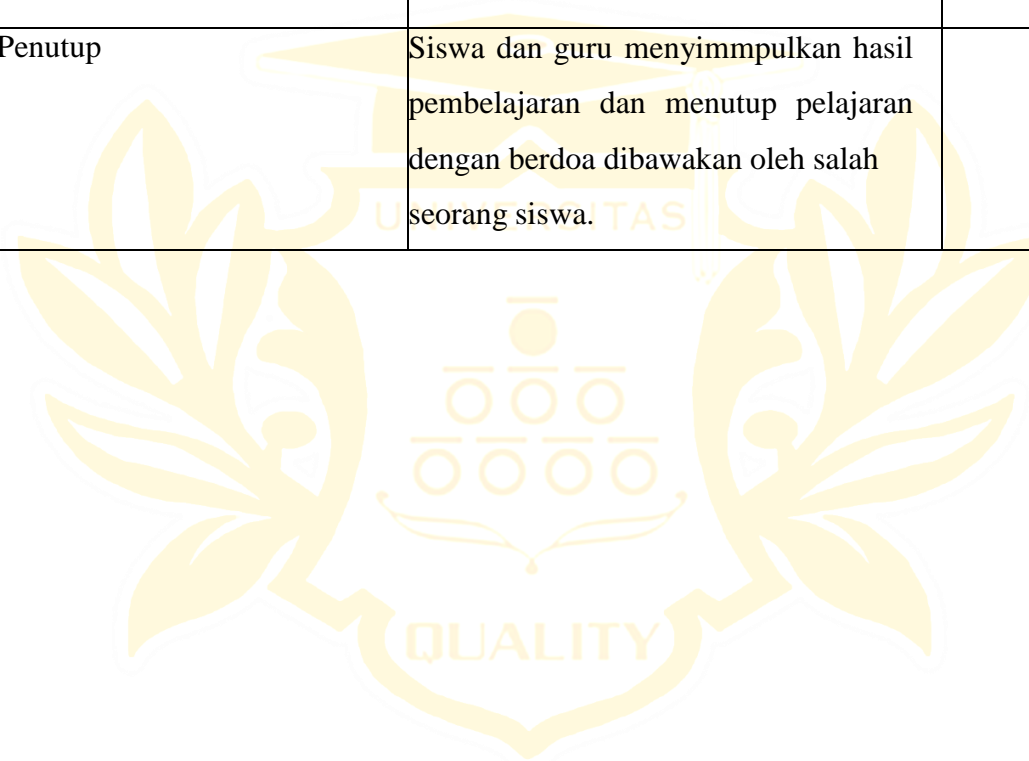 Penutup
Siswa dan guru menyimmpulkan hasil
pembelajaran dan menutup pelajaran
dengan berdoa dibawakan oleh salah
seorang siswa.
UNIVERSITAS
QUALITY